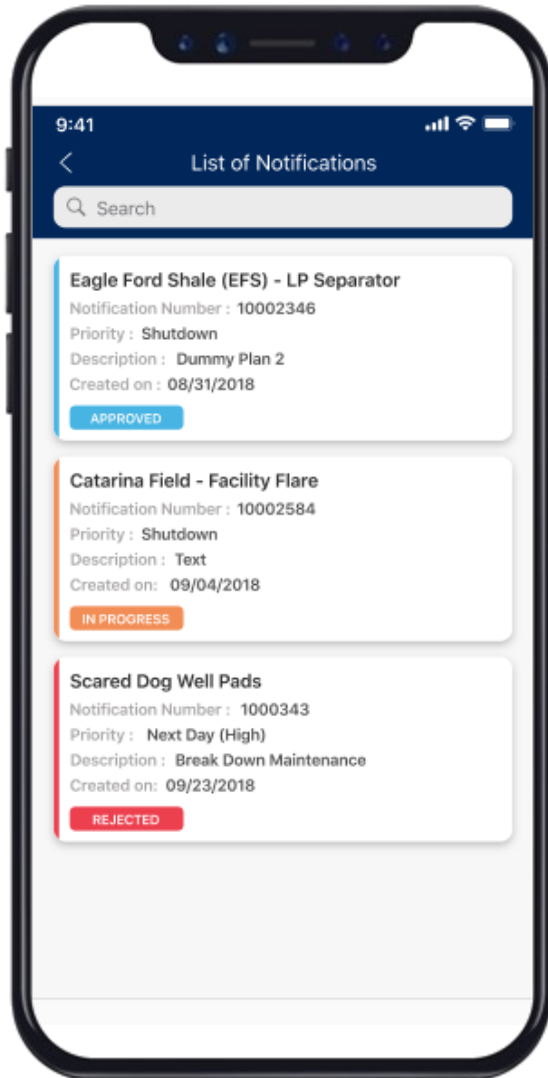 9:41
List of Notifications
Search
Eagle Ford Shale (EFS) - LP Separator
Notification Number : 10002346
Priority : Shutdown
Description : Dummy Plan 2
Created on : 08/31/2018
APPROVED
Catarina Field - Facility Flare
Notification Number : 10002584
Priority : Shutdown
Description : Text
Created on: 09/04/2018
IN PROGRESS
Scared Dog Well Pads
Notification Number : 1000343
Priority : Next Day (High)
Description : Break Down Maintenance
Created on: 09/23/2018
REJECTED